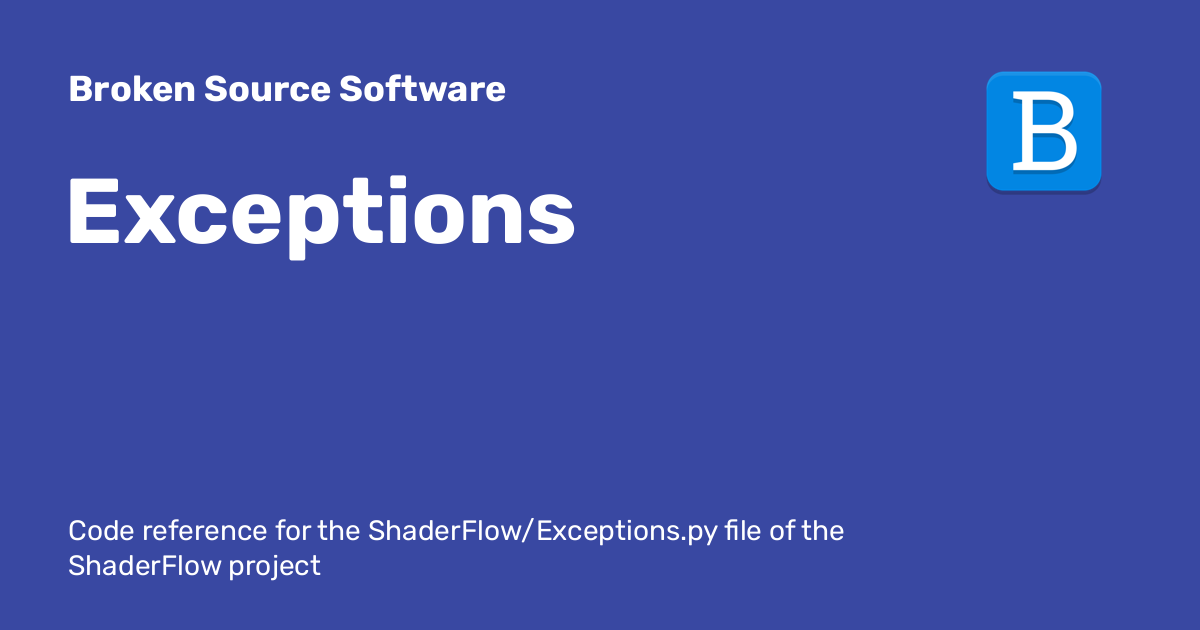 Broken Source Software
B
Exceptions
Code reference for the ShaderFlow/Exceptions.py file of the
ShaderFlow project